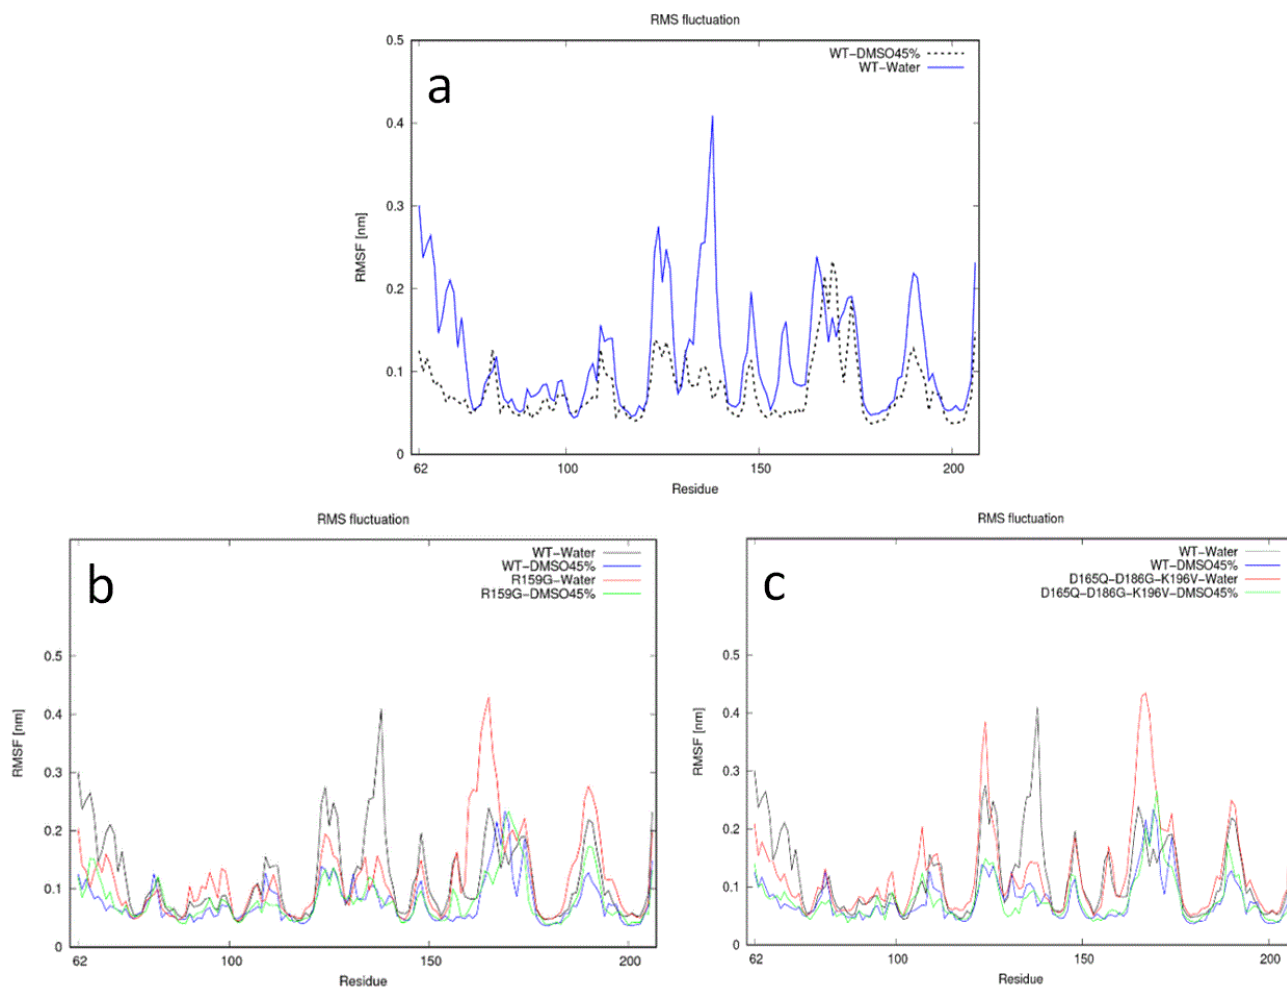 RMS fluctuation
a
WT-DMSO45%
WT-Water
0.5
0.4
0.3
0.2
0.1
0
RMSF [nm]
62
100
150
200
Residue
RMS fluctuation
b
WT-Water
WT-DMSO45%
R159G-Water
R159G-DMSO45%
0.5
0.4
0.3
0.2
0.1
0
RMSF [nm]
62
100
150
200
Residue
RMS fluctuation
c
WT-Water
WT-DMSO45%
D165Q-D186G-K196V-Water
D165Q-D186G-K196V-DMSO45%
0.5
0.4
0.3
0.2
0.1
0
RMSF [nm]
62
100
150
200
Residue